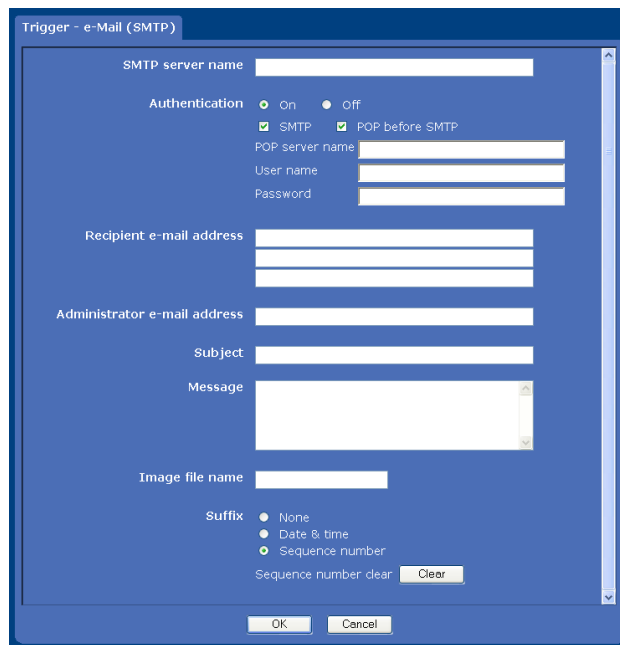 Trigger - e-Mail (SMTP)
SMTP server name
Authentication On Off
SMTP POP before SMTP
POP server name
User name
Password
Recipient e-mail address
Administrator e-mail address
Subject
Message
Image file name
Suffix None
Date & time
Sequence number
Sequence number clear Clear
OK Cancel